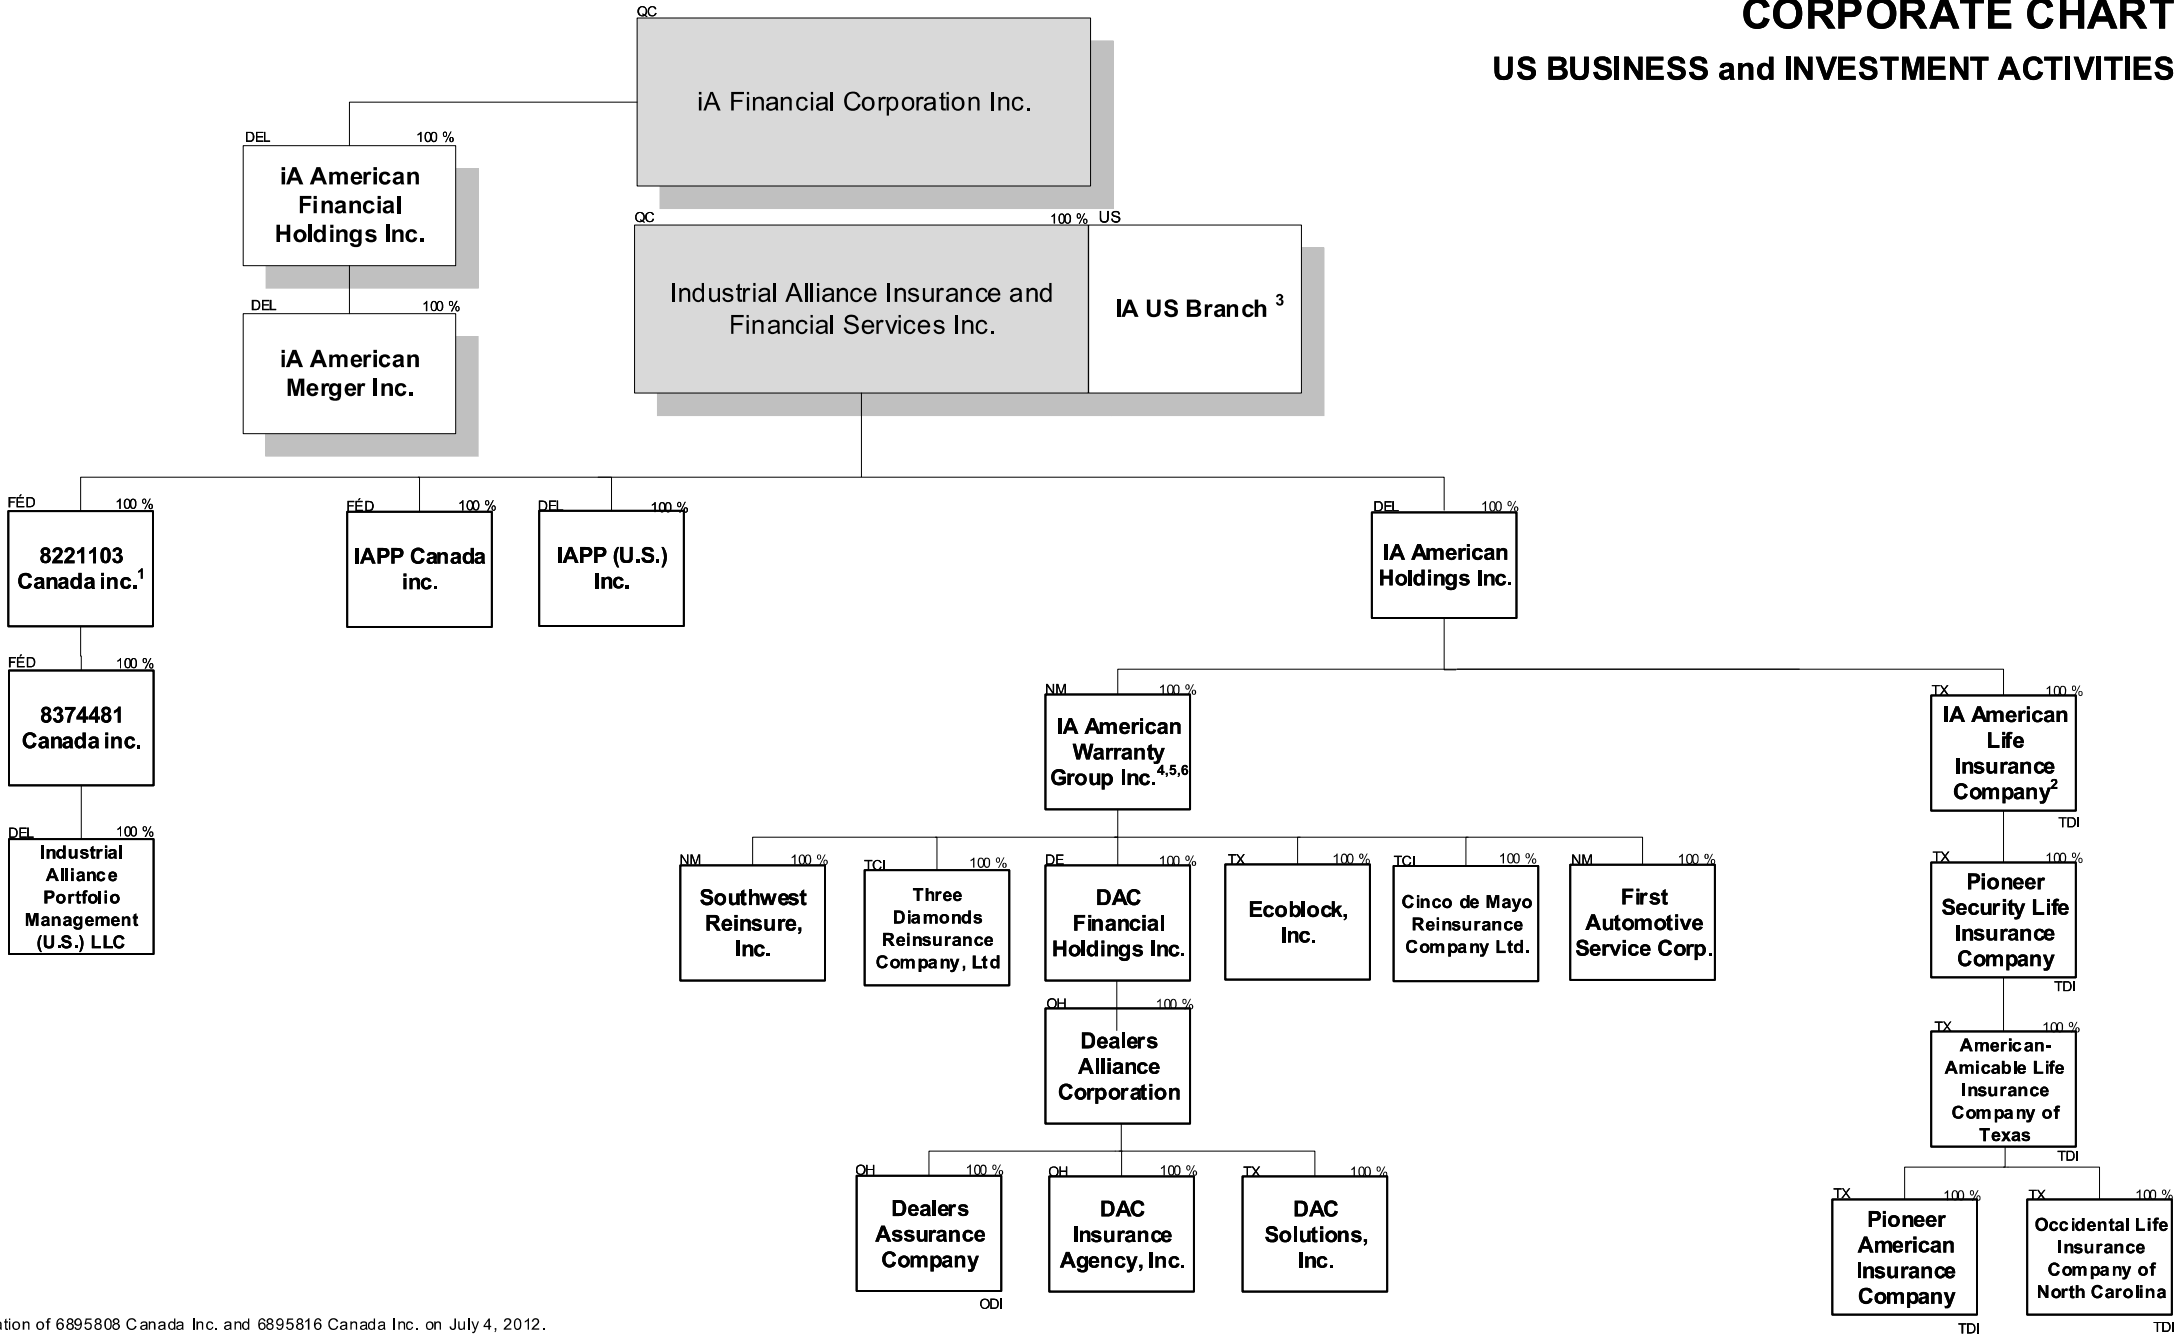 CORPORATE CHART
US BUSINESS and INVESTMENT ACTIVITIES
QC
iA Financial Corporation Inc.
DEL 100 %
iA American
Financial
Holdings Inc.
QC 100 % US
Industrial Alliance Insurance and
Financial Services Inc.
IA US Branch 3
DEL 100 %
iA American
Merger Inc.
FÉD 100 %
8221103
Canada inc.1
FÉD 100 %
IAPP Canada
inc.
DEL 100 %
IAPP (U.S.)
Inc.
DEL 100 %
IA American
Holdings Inc.
FÉD 100 %
8374481
Canada inc.
DEL 100 %
Industrial
Alliance
Portfolio
Management
(U.S.) LLC
NM 100 %
IA American
Warranty
Group Inc.4,5,6
TX 100 %
IA American
Life
Insurance
Company2
TDI
NM 100 %
Southwest
Reinsure,
Inc.
TCI 100 %
Three
Diamonds
Reinsurance
Company, Ltd
DE 100 %
DAC
Financial
Holdings Inc.
TX 100 %
Ecoblock,
Inc.
TCI 100 %
Cinco de Mayo
Reinsurance
Company Ltd.
NM 100 %
First
Automotive
Service Corp.
TX 100 %
Pioneer
Security Life
Insurance
Company
TDI
OH 100 %
Dealers
Alliance
Corporation
TX 100 %
American-
Amicable Life
Insurance
Company of
Texas
TDI
OH 100 %
Dealers
Assurance
Company
ODI
OH 100 %
DAC
Insurance
Agency, Inc.
TX 100 %
DAC
Solutions,
Inc.
TX 100 %
Pioneer
American
Insurance
Company
TDI
TX 100 %
Occidental Life
Insurance
Company of
North Carolina
TDI
ation of 6895808 Canada Inc. and 6895816 Canada Inc. on July 4, 2012.